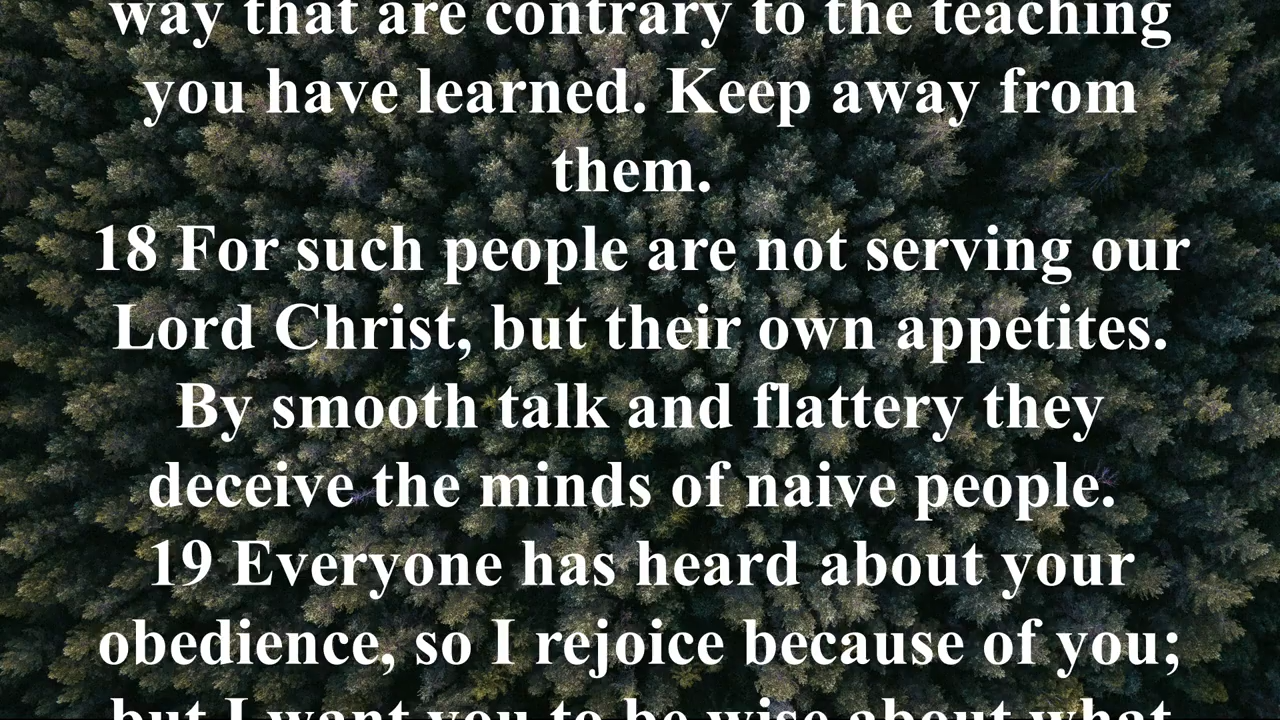 way that are contrary to the teaching
you have learned. Keep away from
them.
18 For such people are not serving our
Lord Christ, but their own appetites.
By smooth talk and flattery they
deceive the minds of naive people.
19 Everyone has heard about your
obedience, so I rejoice because of you;
but I want you to be wise about what